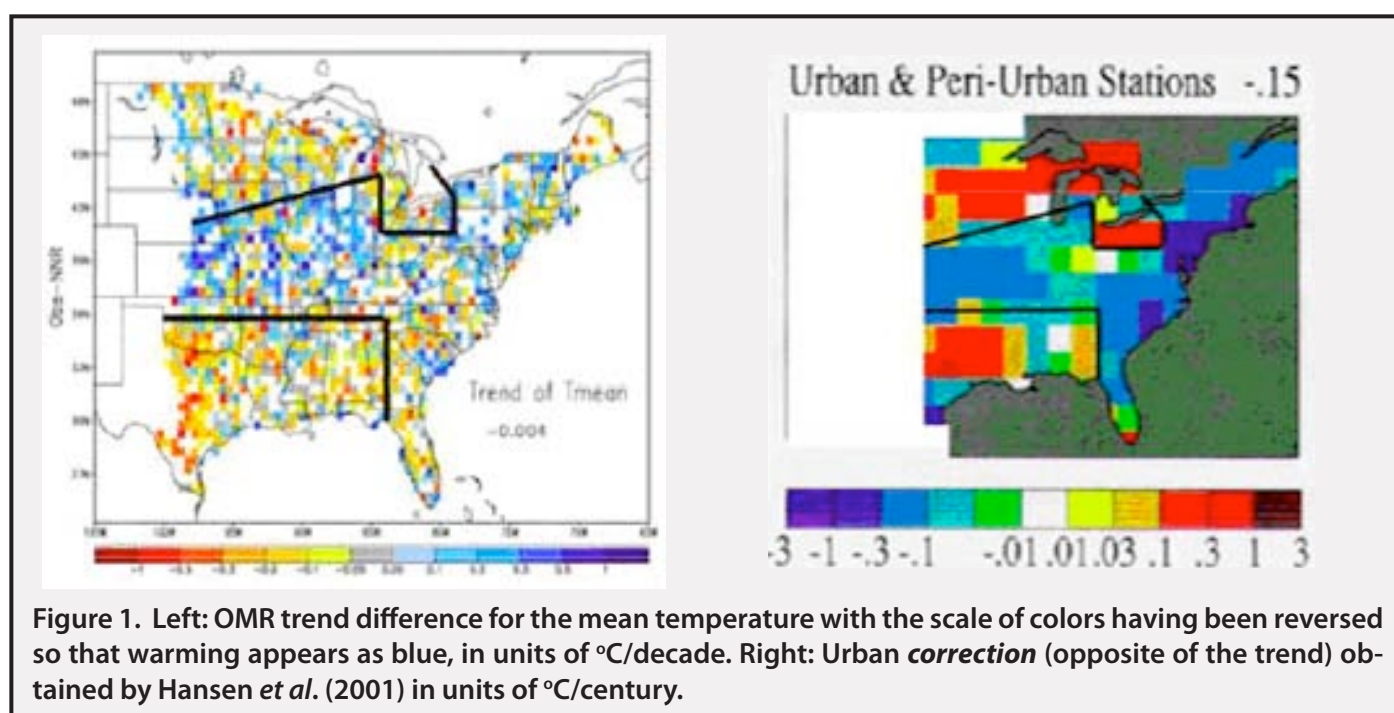 Urban & Peri-Urban Stations -.15
Obs-NNR
Trend of Tmean
-0.004
-3 -1 -.3 -.1 -.01 .01 .03 .1 .3 1 3
Figure 1. Left: OMR trend difference for the mean temperature with the scale of colors having been reversed
so that warming appears as blue, in units of °C/decade. Right: Urban correction (opposite of the trend) ob-
tained by Hansen et al. (2001) in units of °C/century.